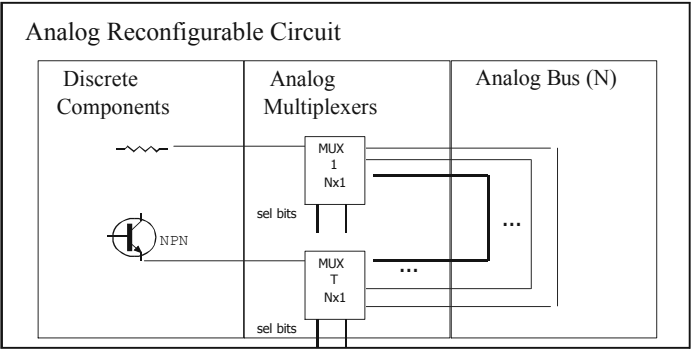 Analog Reconfigurable Circuit
Discrete
Components
Analog
Multiplexers
Analog Bus (N)
MUX
1
Nx1
sel bits
...
NPN
MUX
T
Nx1
...
sel bits